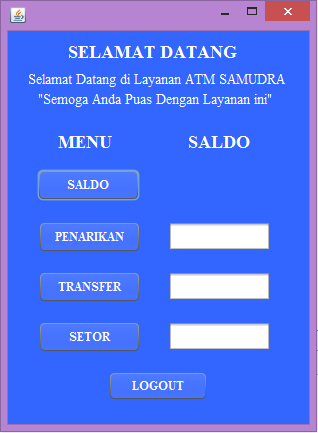 SELAMAT DATANG
Selamat Datang di Layanan ATM SAMUDRA
"Semoga Anda Puas Dengan Layanan ini"
MENU SALDO
SALDO
PENARIKAN
TRANSFER
SETOR
LOGOUT